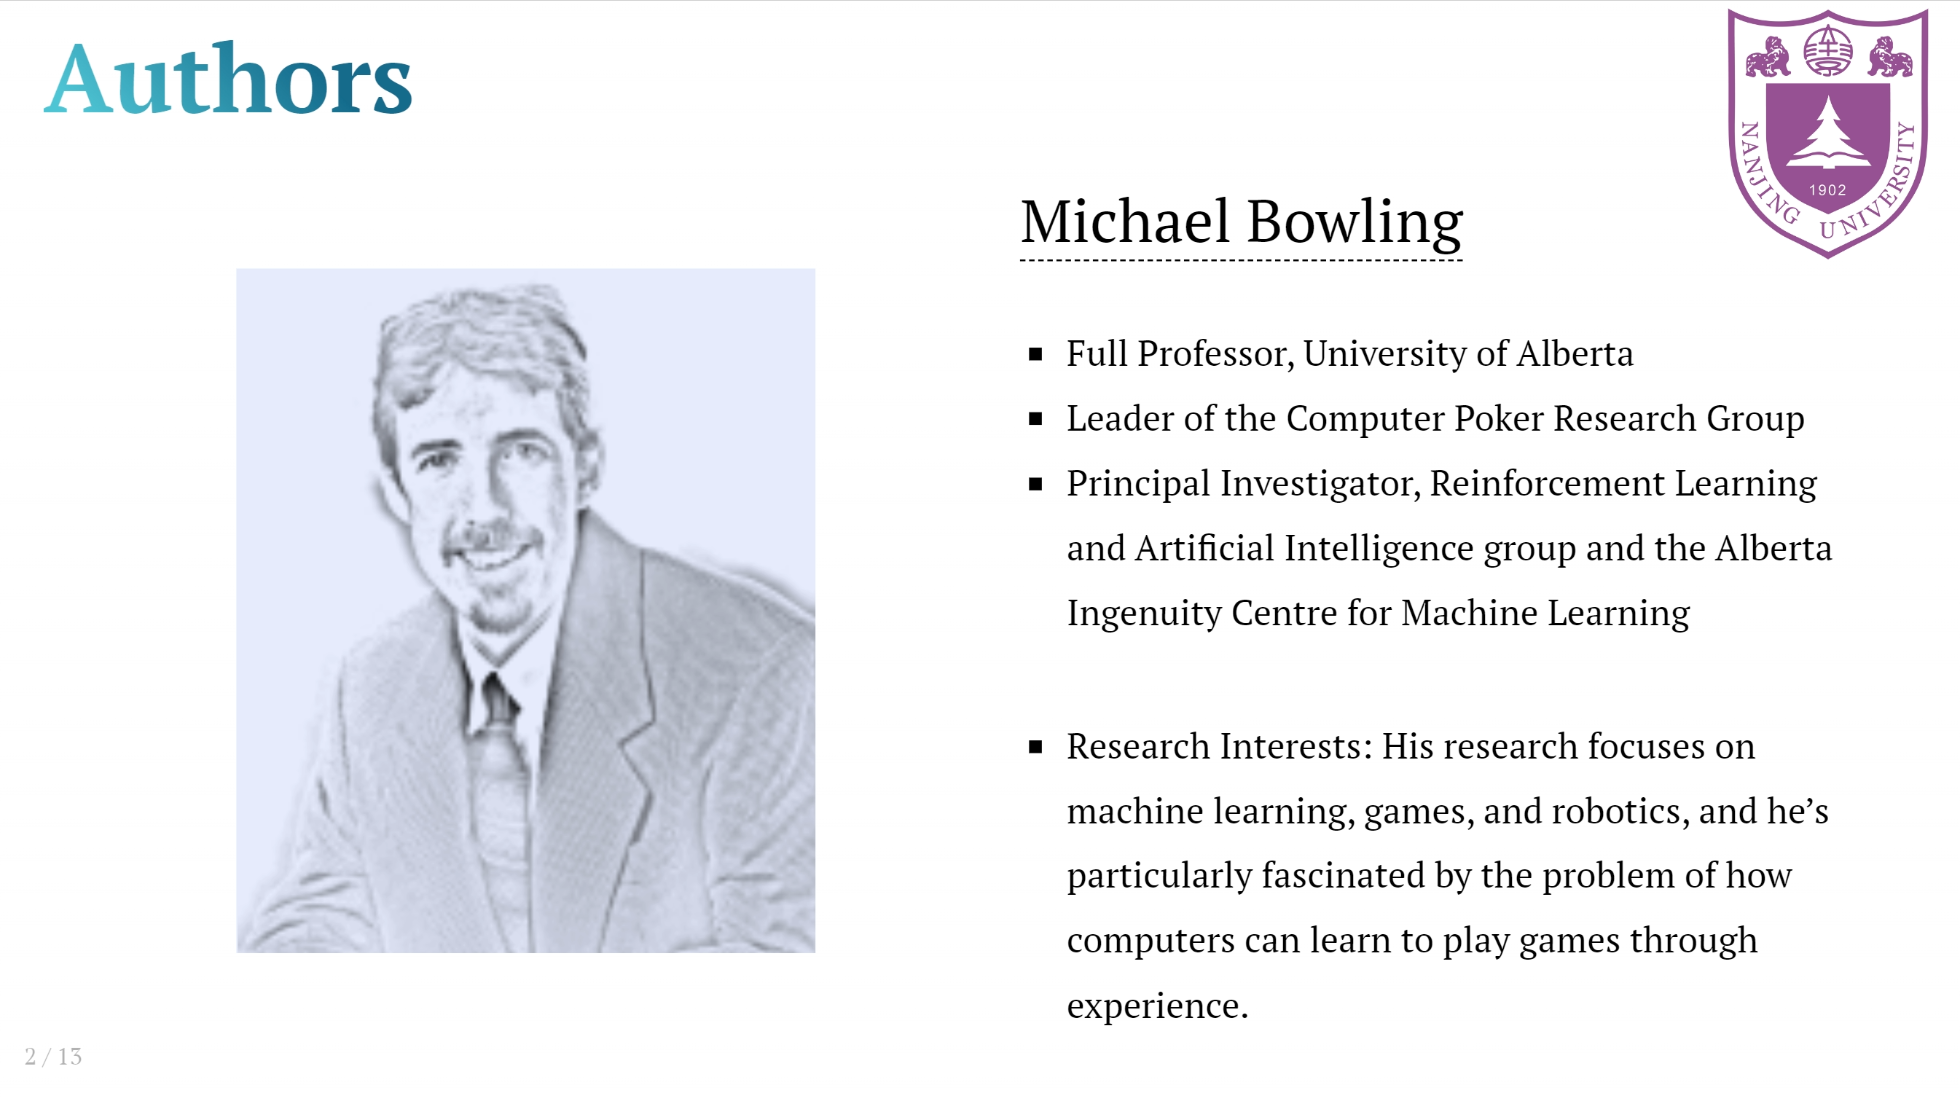 Authors
NANJING UNIVERSITY
1902
Michael Bowling
▪ Full Professor, University of Alberta
▪ Leader of the Computer Poker Research Group
▪ Principal Investigator, Reinforcement Learning
and Artificial Intelligence group and the Alberta
Ingenuity Centre for Machine Learning
▪ Research Interests: His research focuses on
machine learning, games, and robotics, and he’s
particularly fascinated by the problem of how
computers can learn to play games through
experience.
2 / 13